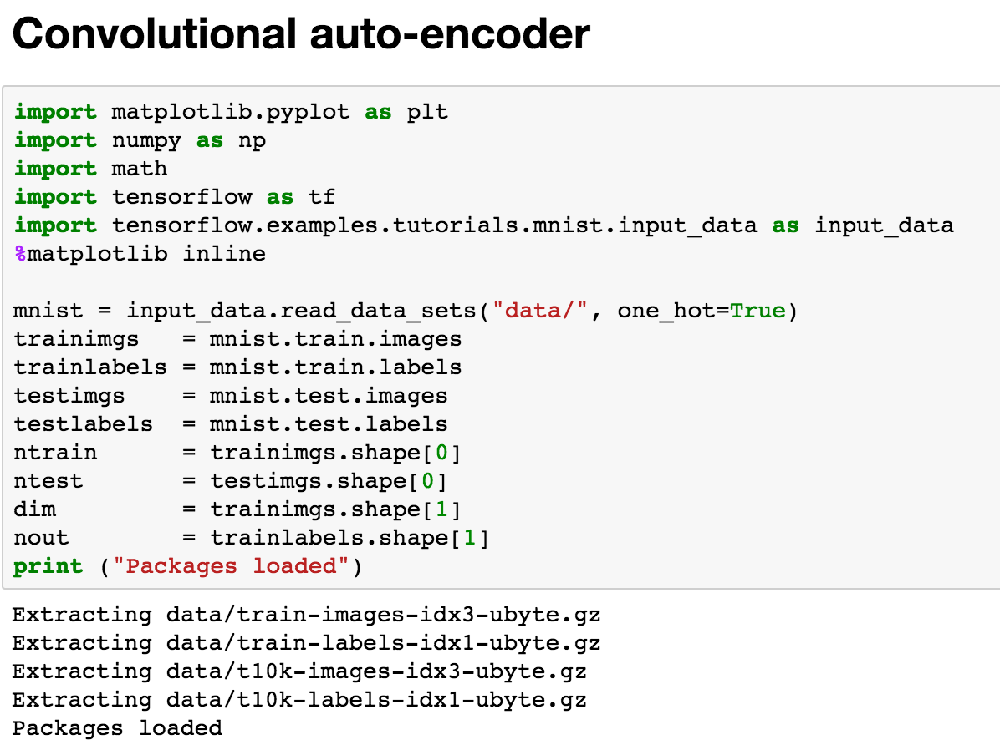 Convolutional auto-encoder
import matplotlib.pyplot as plt
import numpy as np
import math
import tensorflow as tf
import tensorflow.examples.tutorials.mnist.input_data as input_data
%matplotlib inline
mnist = input_data.read_data_sets("data/", one_hot=True)
trainimgs   = mnist.train.images
trainlabels = mnist.train.labels
testimgs    = mnist.test.images
testlabels  = mnist.test.labels
ntrain      = trainimgs.shape[0]
ntest       = testimgs.shape[0]
dim         = trainimgs.shape[1]
nout        = trainlabels.shape[1]
print ("Packages loaded")
Extracting data/train-images-idx3-ubyte.gz
Extracting data/train-labels-idx1-ubyte.gz
Extracting data/t10k-images-idx3-ubyte.gz
Extracting data/t10k-labels-idx1-ubyte.gz
Packages loaded